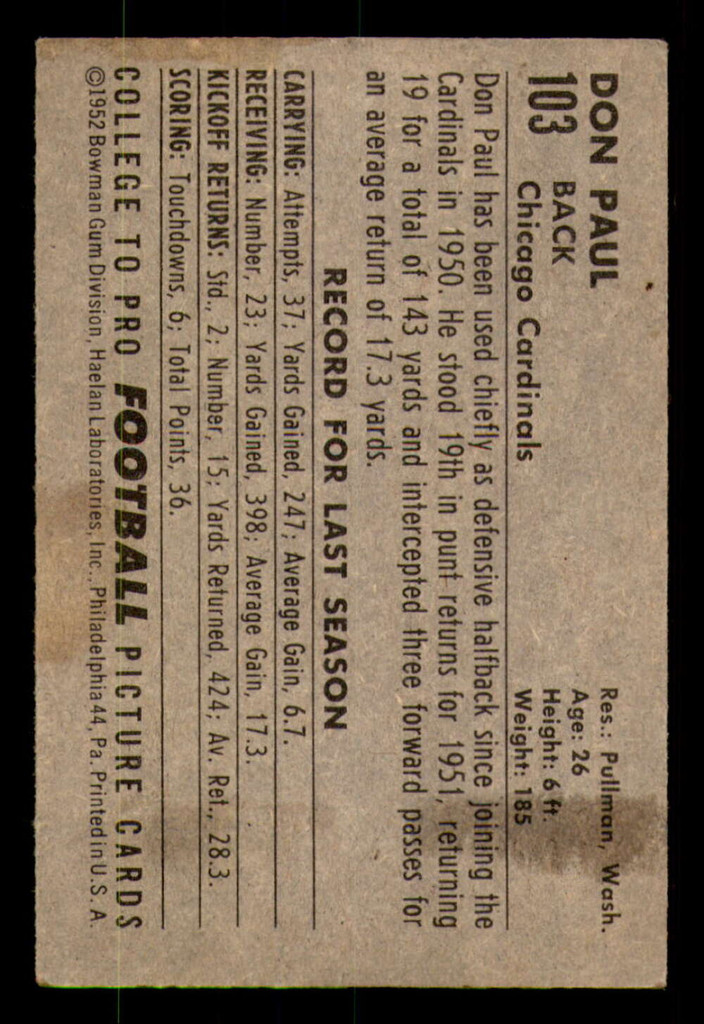 DON PAUL
103 BACK
Chicago Cardinals
Res.: Pullman, Wash.
Age: 26
Height: 6 ft.
Weight: 185
Don Paul has been used chiefly as defensive halfback since joining the
Cardinals in 1950. He stood 19th in punt returns for 1951, returning
19 for a total of 143 yards and intercepted three forward passes for
an average return of 17.3 yards.
RECORD FOR LAST SEASON
CARRYING: Attempts, 37; Yards Gained, 247; Average Gain, 6.7.
RECEIVING: Number, 23; Yards Gained, 398; Average Gain, 17.3.
KICKOFF RETURNS: Std., 2; Number, 15; Yards Returned, 424; Av. Ret., 28.3.
SCORING: Touchdowns, 6; Total Points, 36.
COLLEGE TO PRO FOOTBALL PICTURE CARDS
©1952 Bowman Gum Division, Haelan Laboratories, Inc., Philadelphia 44, Pa. Printed in U. S. A.